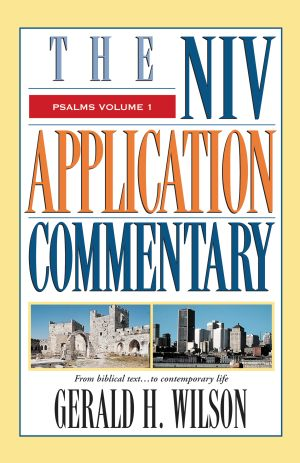 THE NIV
PSALMS VOLUME 1
APPLICATION
COMMENTARY
From biblical text...to contemporary life
GERALD H. WILSON